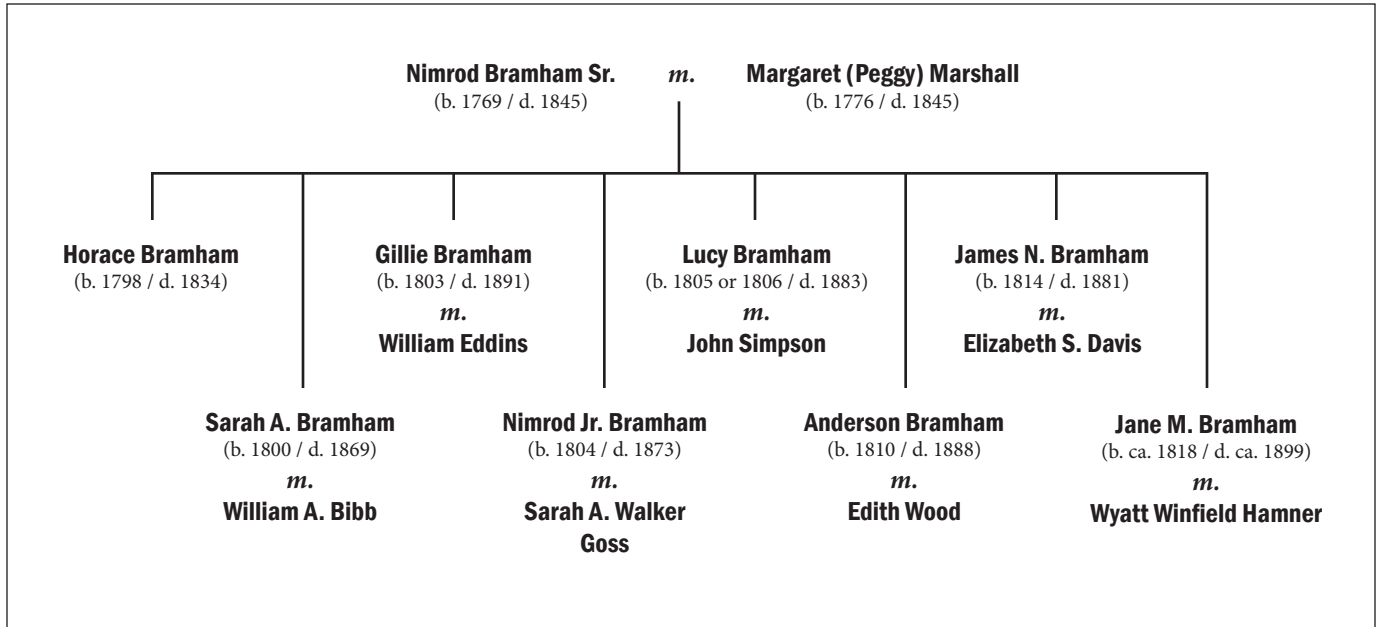 Nimrod Bramham Sr. m. Margaret (Peggy) Marshall
(b. 1769 / d. 1845) (b. 1776 / d. 1845)
Horace Bramham
(b. 1798 / d. 1834)
Gillie Bramham
(b. 1803 / d. 1891)
m.
William Eddins
Lucy Bramham
(b. 1805 or 1806 / d. 1883)
m.
John Simpson
James N. Bramham
(b. 1814 / d. 1881)
m.
Elizabeth S. Davis
Sarah A. Bramham
(b. 1800 / d. 1869)
m.
William A. Bibb
Nimrod Jr. Bramham
(b. 1804 / d. 1873)
m.
Sarah A. Walker
Goss
Anderson Bramham
(b. 1810 / d. 1888)
m.
Edith Wood
Jane M. Bramham
(b. ca. 1818 / d. ca. 1899)
m.
Wyatt Winfield Hamner